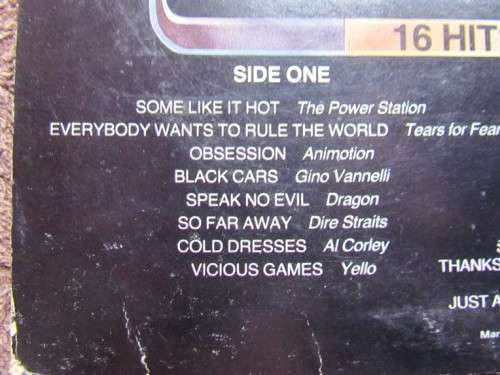 16 HIT
SIDE ONE
SOME LIKE IT HOT The Power Station
EVERYBODY WANTS TO RULE THE WORLD Tears for Fear
OBSESSION Animotion
BLACK CARS Gino Vannelli
SPEAK NO EVIL Dragon
SO FAR AWAY Dire Straits
COLD DRESSES Al Corley
VICIOUS GAMES Yello
THANKS
JUST A
Mar